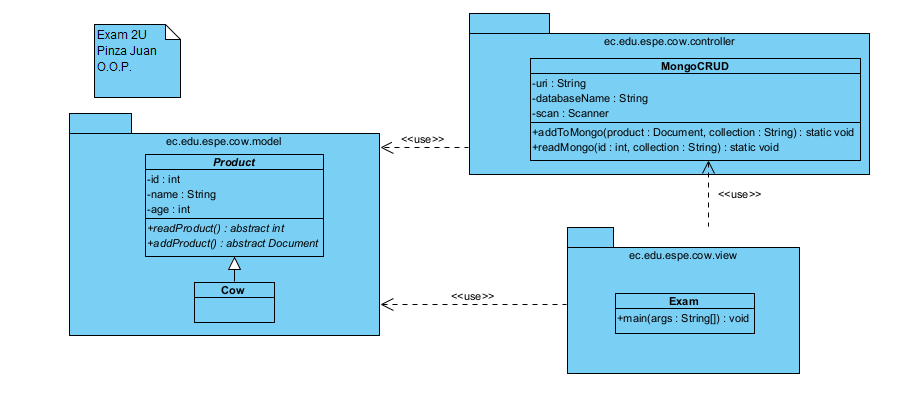 Exam 2U
Pinza Juan
O.O.P.
ec.edu.espe.cow.controller
MongoCRUD
-uri : String
-databaseName : String
-scan : Scanner
+addToMongo(product : Document, collection : String) : static void
+readMongo(id : int, collection : String) : static void
<<use>>
ec.edu.espe.cow.model
Product
-id : int
-name : String
-age : int
+readProduct() : abstract int
+addProduct() : abstract Document
Cow
<<use>>
<<use>>
ec.edu.espe.cow.view
Exam
+main(args : String[]) : void